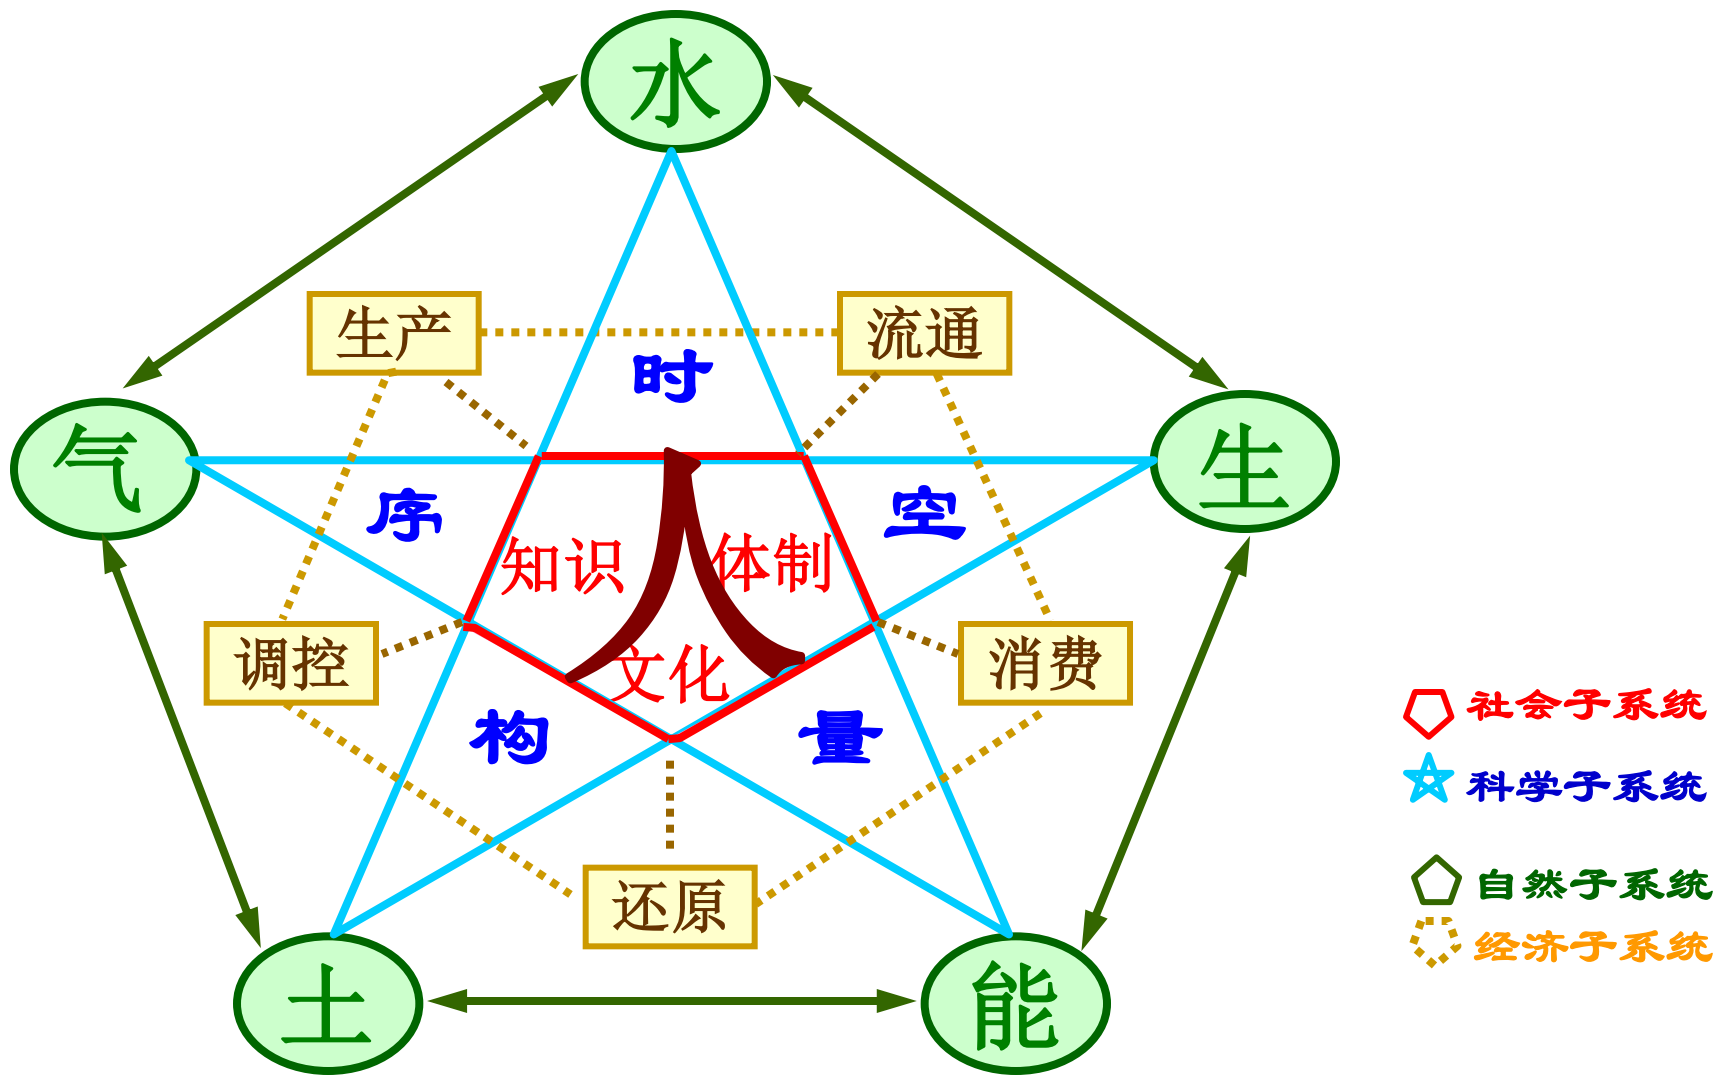 水
生产
流通
时
气
生
序
空
知识
人
体制
调控
文化
消费
构
量
还原
土
能
社会子系统
科学子系统
自然子系统
经济子系统